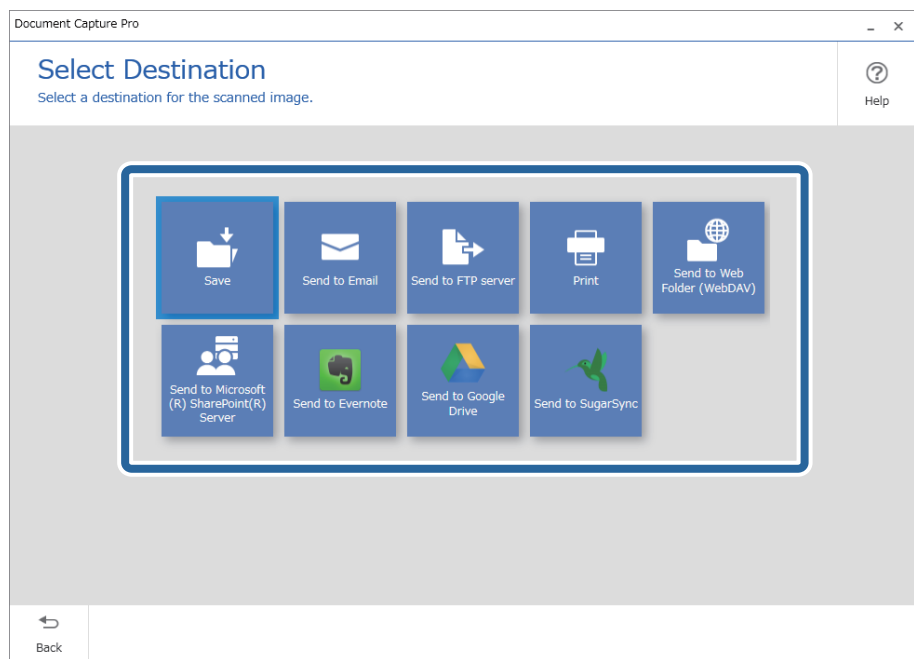 Document Capture Pro
Select Destination
Select a destination for the scanned image.
Help
Save
Send to Email
Send to FTP server
Print
Send to Web
Folder (WebDAV)
Send to Microsoft
(R) SharePoint(R)
Server
Send to Evernote
Send to Google
Drive
Send to SugarSync
Back